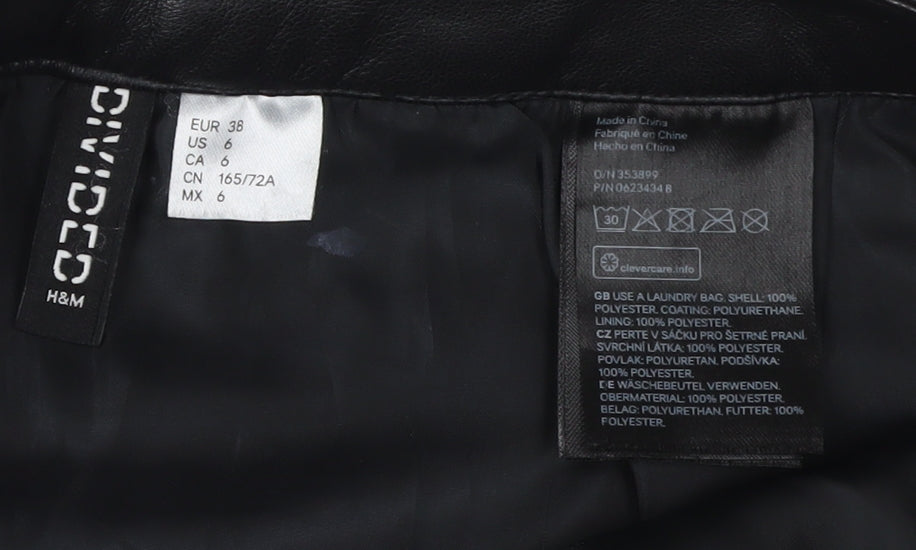 DIVIDED
H&M
EUR 38
US 6
CA 6
CN 165/72A
MX 6
Made in China
Fabriqué en Chine
Hecho en China
O/N 353899
P/N 0623434 8
30
clevercare.info
GB USE A LAUNDRY BAG. SHELL: 100%
POLYESTER. COATING: POLYURETHANE.
LINING: 100% POLYESTER.
CZ PERTE V SÁČKU PRO ŠETRNÉ PRANÍ.
SVRCHNÍ LÁTKA: 100% POLYESTER.
POVLAK: POLYURETAN. PODŠÍVKA:
100% POLYESTER.
DE WÄSCHEBEUTEL VERWENDEN.
OBERMATERIAL: 100% POLYESTER.
BELAG: POLYURETHAN. FUTTER: 100%
POLYESTER.